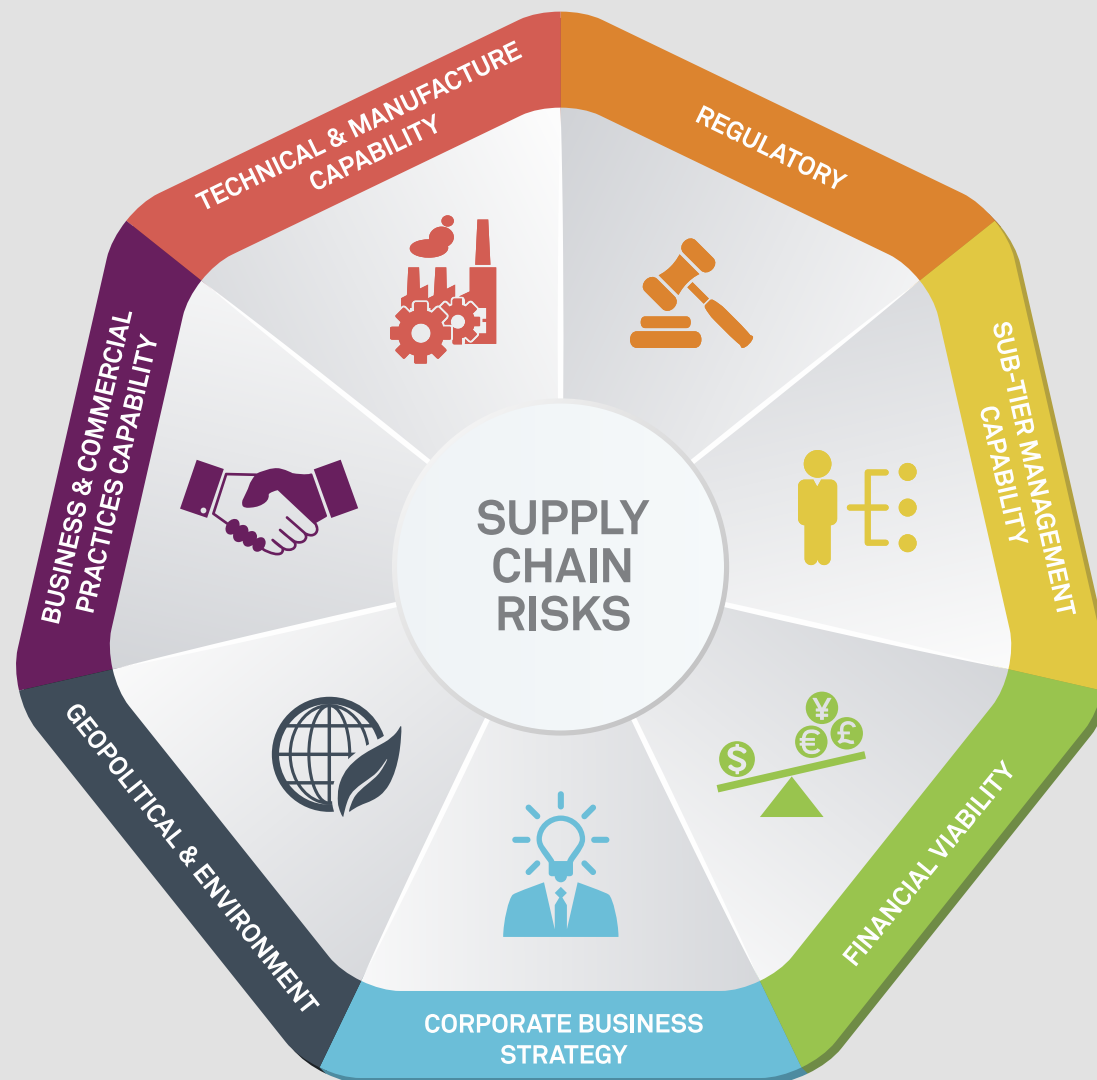 TECHNICAL & MANUFACTURE
CAPABILITY
REGULATORY
SUB-TIER MANAGEMENT
CAPABILITY
BUSINESS & COMMERCIAL
PRACTICES CAPABILITY
SUPPLY
CHAIN
RISKS
$
¥
€
£
GEOPOLITICAL & ENVIRONMENT
FINANCIAL VIABILITY
CORPORATE BUSINESS
STRATEGY